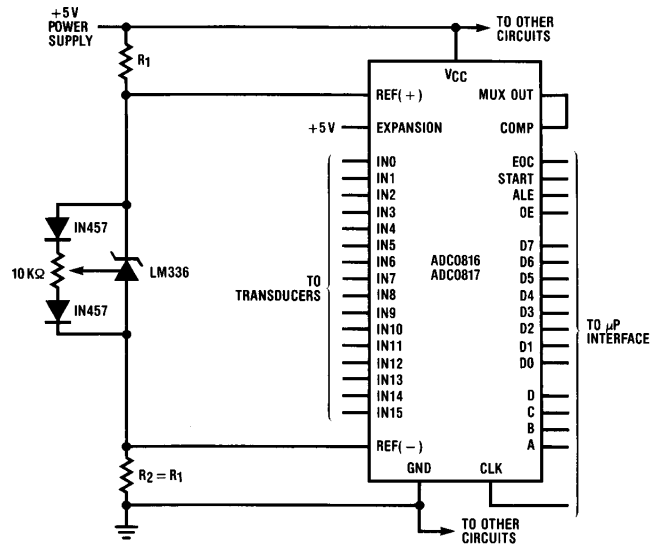 +5V
POWER
SUPPLY
TO OTHER
CIRCUITS
R1
VCC
REF(+)
MUX OUT
+5V
EXPANSION
COMP
IN0
EOC
IN1
START
IN2
ALE
IN3
OE
IN4
IN5
D7
IN6
D6
IN7
D5
IN8
D4
IN9
D3
IN10
D2
IN11
D1
IN12
D0
IN13
IN14
D
IN15
C
B
REF(−)
A
ADC0816
ADC0817
TO
TRANSDUCERS
TO μP
INTERFACE
IN457
10KΩ
LM336
IN457
R2 = R1
GND
CLK
TO OTHER
CIRCUITS